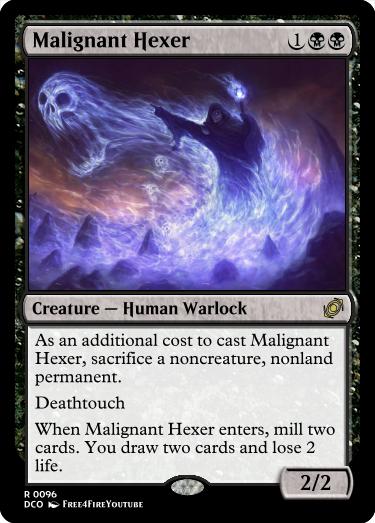 Malignant Hexer 1
Creature — Human Warlock
As an additional cost to cast Malignant
Hexer, sacrifice a noncreature, nonland
permanent.
Deathtouch
When Malignant Hexer enters, mill two
cards. You draw two cards and lose 2
life.
2/2
R 0096
DCO Free4FireYouTube